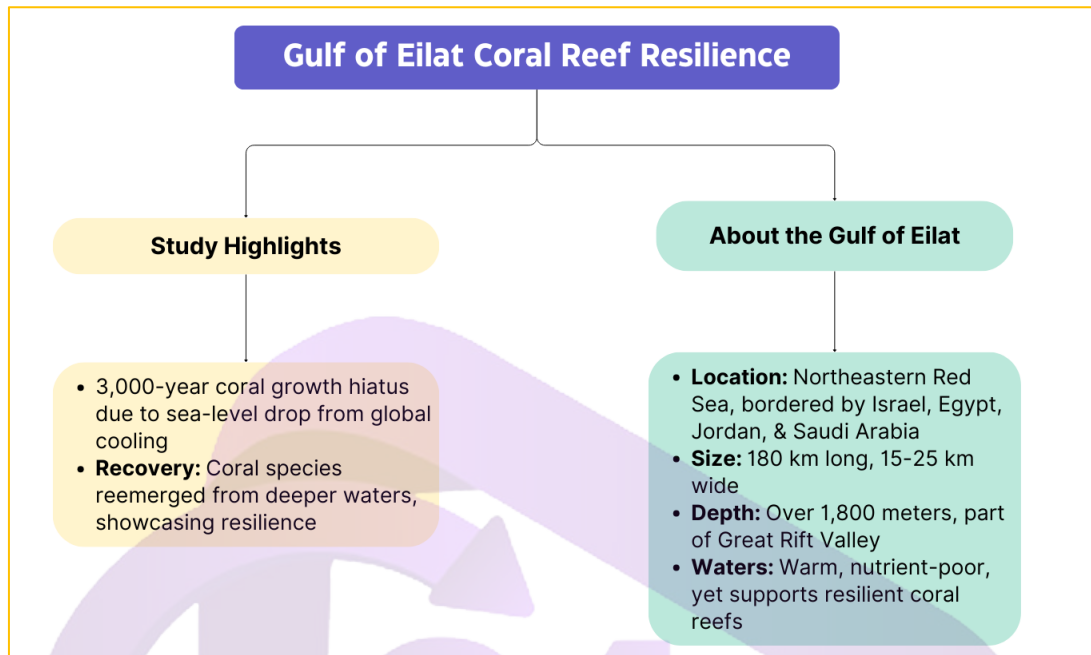 Gulf of Eilat Coral Reef Resilience
Study Highlights
• 3,000-year coral growth hiatus
due to sea-level drop from global
cooling
• Recovery: Coral species
reemerged from deeper waters,
showcasing resilience
About the Gulf of Eilat
• Location: Northeastern Red
Sea, bordered by Israel, Egypt,
Jordan, & Saudi Arabia
• Size: 180 km long, 15-25 km
wide
• Depth: Over 1,800 meters, part
of Great Rift Valley
• Waters: Warm, nutrient-poor,
yet supports resilient coral
reefs